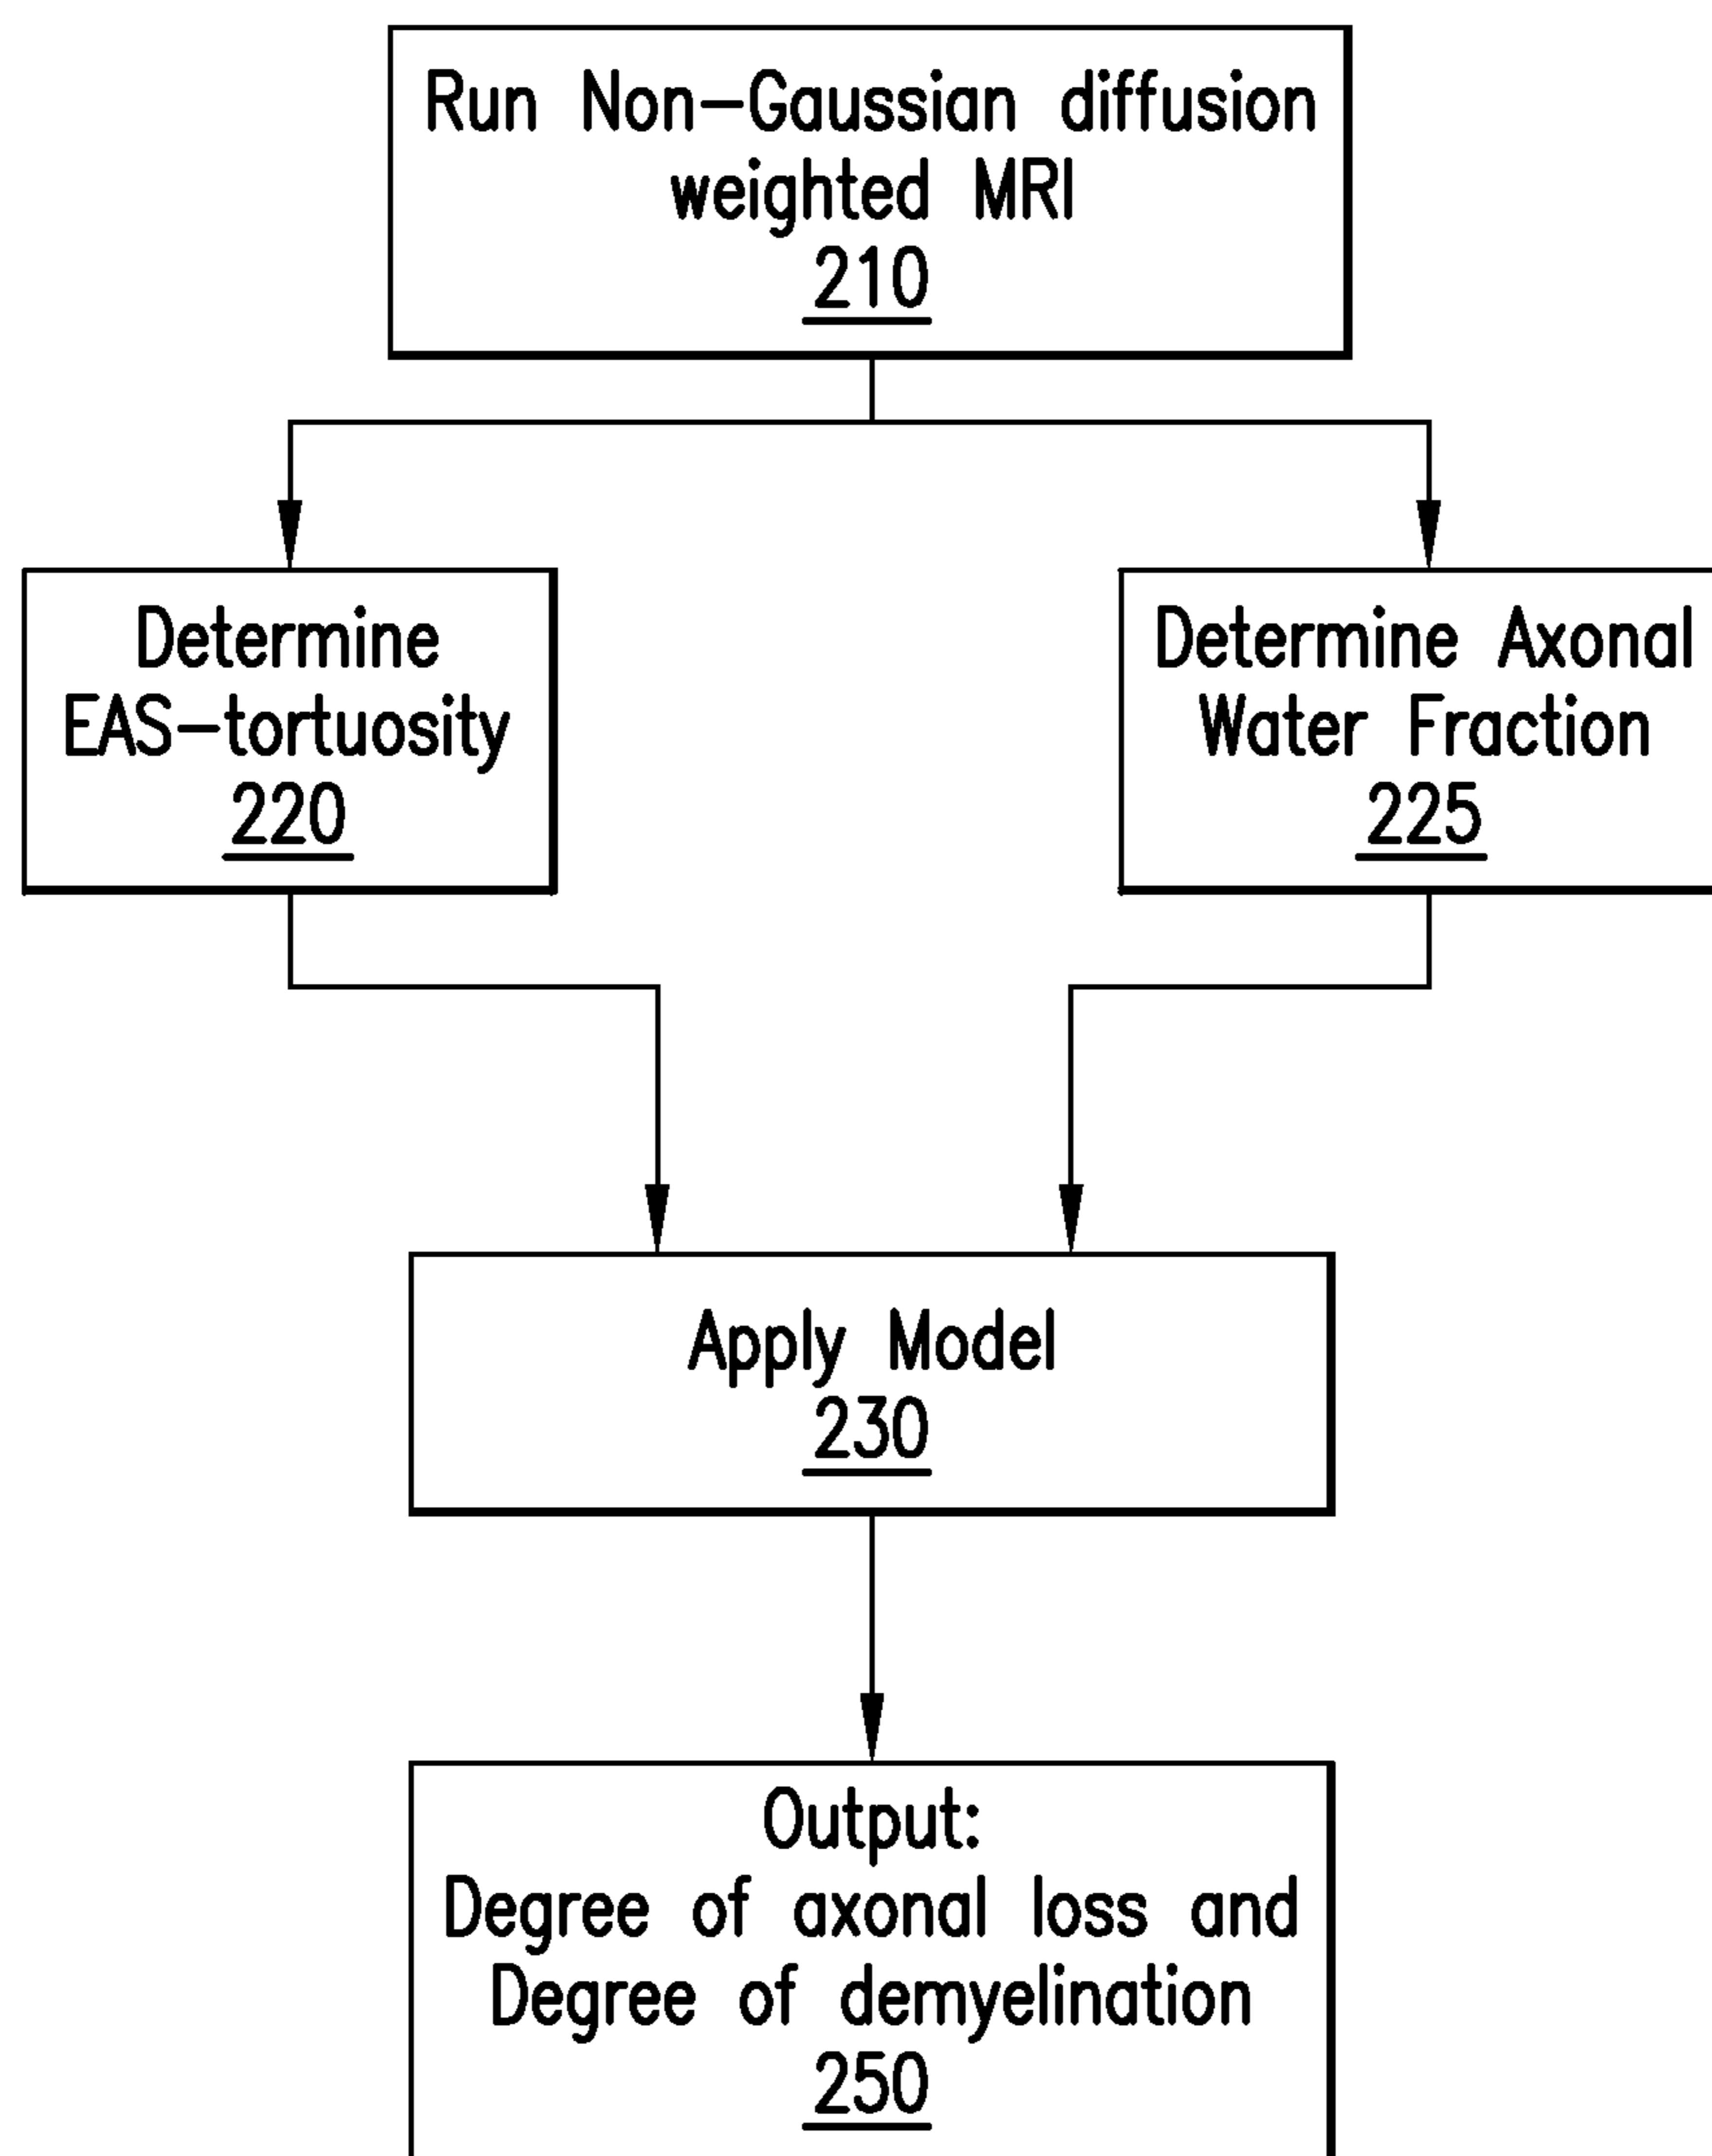 Run Non-Gaussian diffusion
weighted MRI
210
Determine
EAS-tortuosity
220
Determine Axonal
Water Fraction
225
Apply Model
230
Output:
Degree of axonal loss and
Degree of demyelination
250